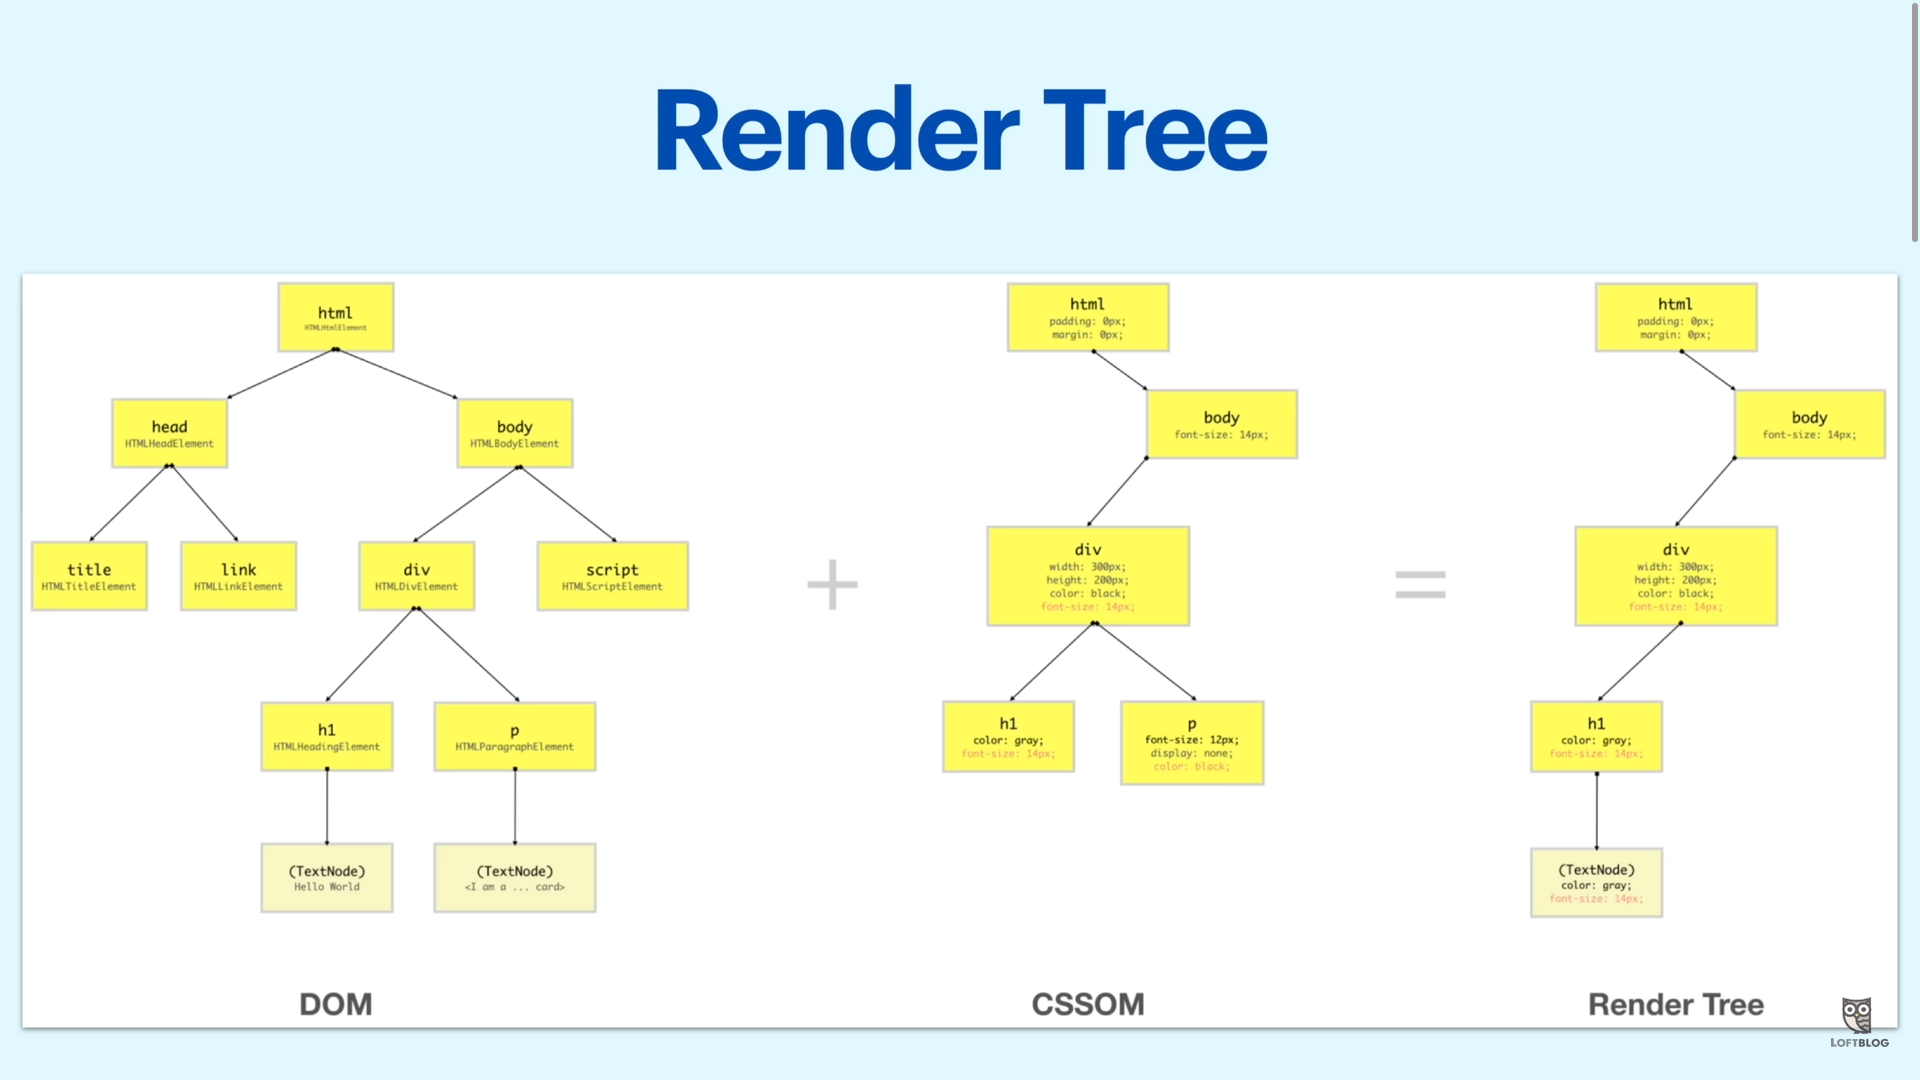 Render Tree
html
HTMLHtmlElement
head
HTMLHeadElement
body
HTMLBodyElement
title
HTMLTitleElement
link
HTMLLinkElement
div
HTMLDivElement
script
HTMLScriptElement
h1
HTMLHeadingElement
p
HTMLParagraphElement
(TextNode)
Hello World
(TextNode)
<I am a ... card>
DOM
+
html
padding: 0px;
margin: 0px;
body
font-size: 14px;
div
width: 300px;
height: 200px;
color: black;
font-size: 14px;
h1
color: gray;
font-size: 14px;
p
font-size: 12px;
display: none;
color: black;
CSSOM
=
html
padding: 0px;
margin: 0px;
body
font-size: 14px;
div
width: 300px;
height: 200px;
color: black;
font-size: 14px;
h1
color: gray;
font-size: 14px;
(TextNode)
color: gray;
font-size: 14px;
Render Tree
LOFTBLOG